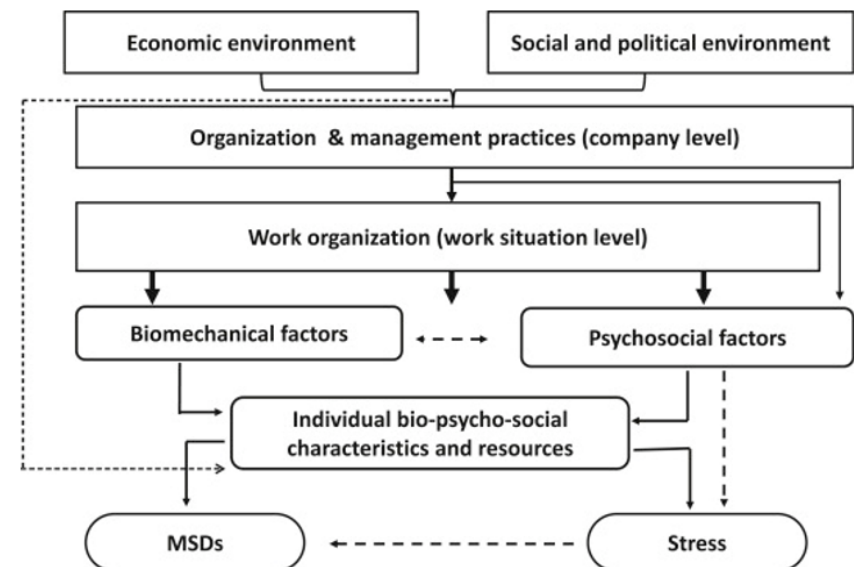 Economic environment
Social and political environment
Organization & management practices (company level)
Work organization (work situation level)
Biomechanical factors
Psychosocial factors
Individual bio-psycho-social
characteristics and resources
MSDs
Stress